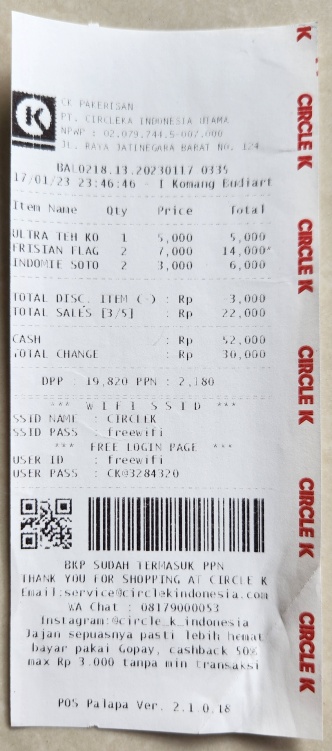 CK PAKERISAN
PT. CIRCLEKA INDONESIA UTAMA
NPWP : 02.079.744.5-007.000
JL. RAYA JATINEGARA BARAT NO. 124
BAL0218.13.20230117 0335
17/01/23 23:46:46 - I Komang Budiart
Item Name Qty Price Total
ULTRA TEH KO 1 5,000 5,000
FRISIAN FLAG 2 7,000 14,000*
INDOMIE SOTO 2 3,000 6,000
TOTAL DISC. ITEM (-) : Rp -3,000
TOTAL SALES [3/5] : Rp 22,000
CASH : Rp 52,000
TOTAL CHANGE : Rp 30,000
DPP : 19,820 PPN : 2,180
*** W I F I S S I D ***
SSID NAME : CIRCLEK
SSID PASS : freewifi
*** FREE LOGIN PAGE ***
USER ID : freewifi
USER PASS : CK@3284320
BKP SUDAH TERMASUK PPN
THANK YOU FOR SHOPPING AT CIRCLE K
Email:service@circlekindonesia.com
WA Chat : 08179000053
Instagram:@circle_k_indonesia
Jajan sepuasnya pasti lebih hemat
bayar pakai Gopay, cashback 50%
max Rp 3.000 tanpa min transaksi
POS Palapa Ver. 2.1.0.18
K
CIRCLE K
CIRCLE K
CIRCLE K
CIRCLE K
CIRCLE K